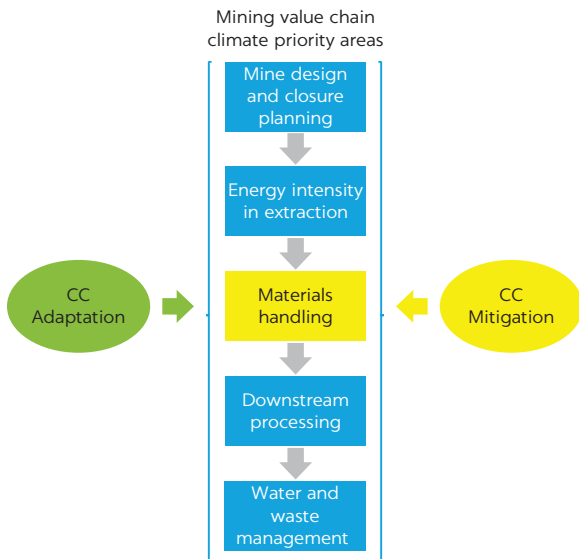 Mining value chain
climate priority areas
Mine design
and closure
planning
Energy intensity
in extraction
CC
Adaptation
Materials
handling
CC
Mitigation
Downstream
processing
Water and
waste
management